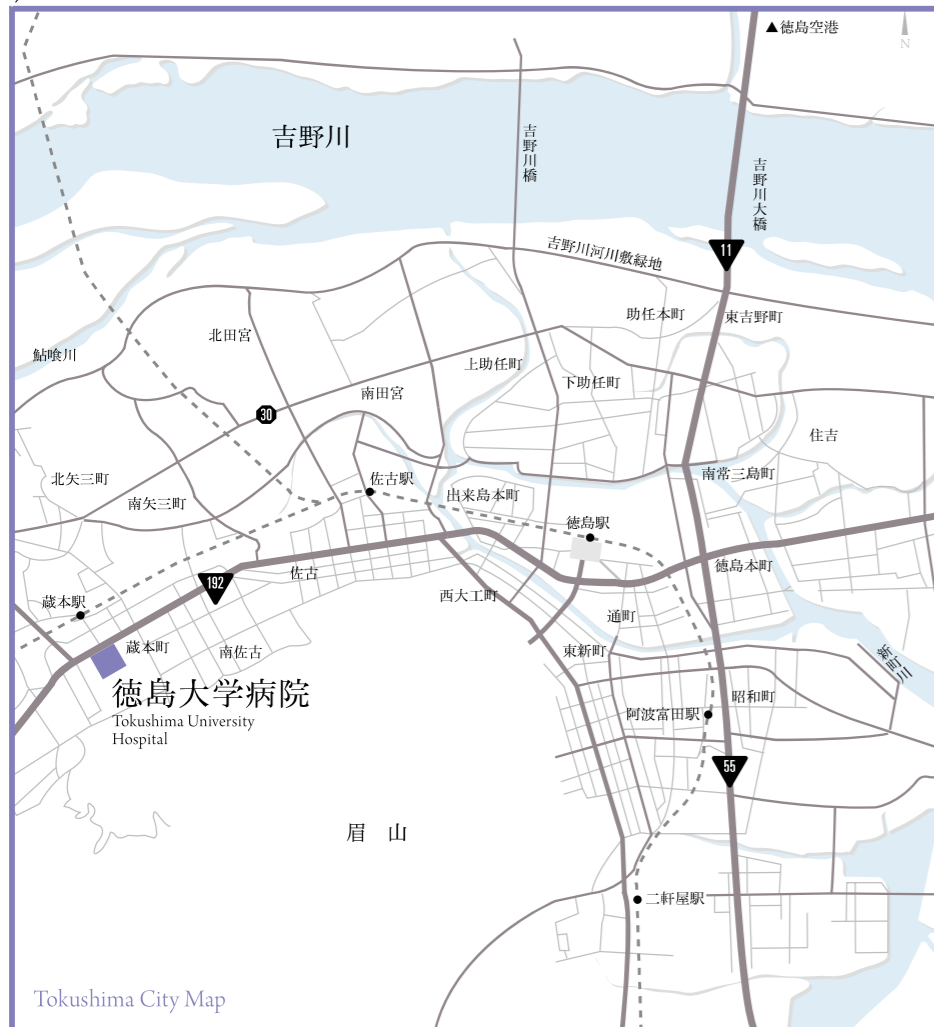 ▲徳島空港
N
吉野川
吉野川橋
吉野川大橋
11
吉野川河川敷緑地
助任本町
東吉野町
北田宮
鮎喰川
上助任町
南田宮
下助任町
30
住吉
北矢三町
佐古駅
南常三島町
南矢三町
出来島本町
徳島駅
徳島本町
佐古
192
蔵本駅
西大工町
通町
蔵本町
南佐古
東新町
新町川
徳島大学病院
Tokushima University
Hospital
昭和町
阿波富田駅
55
眉 山
二軒屋駅
Tokushima City Map